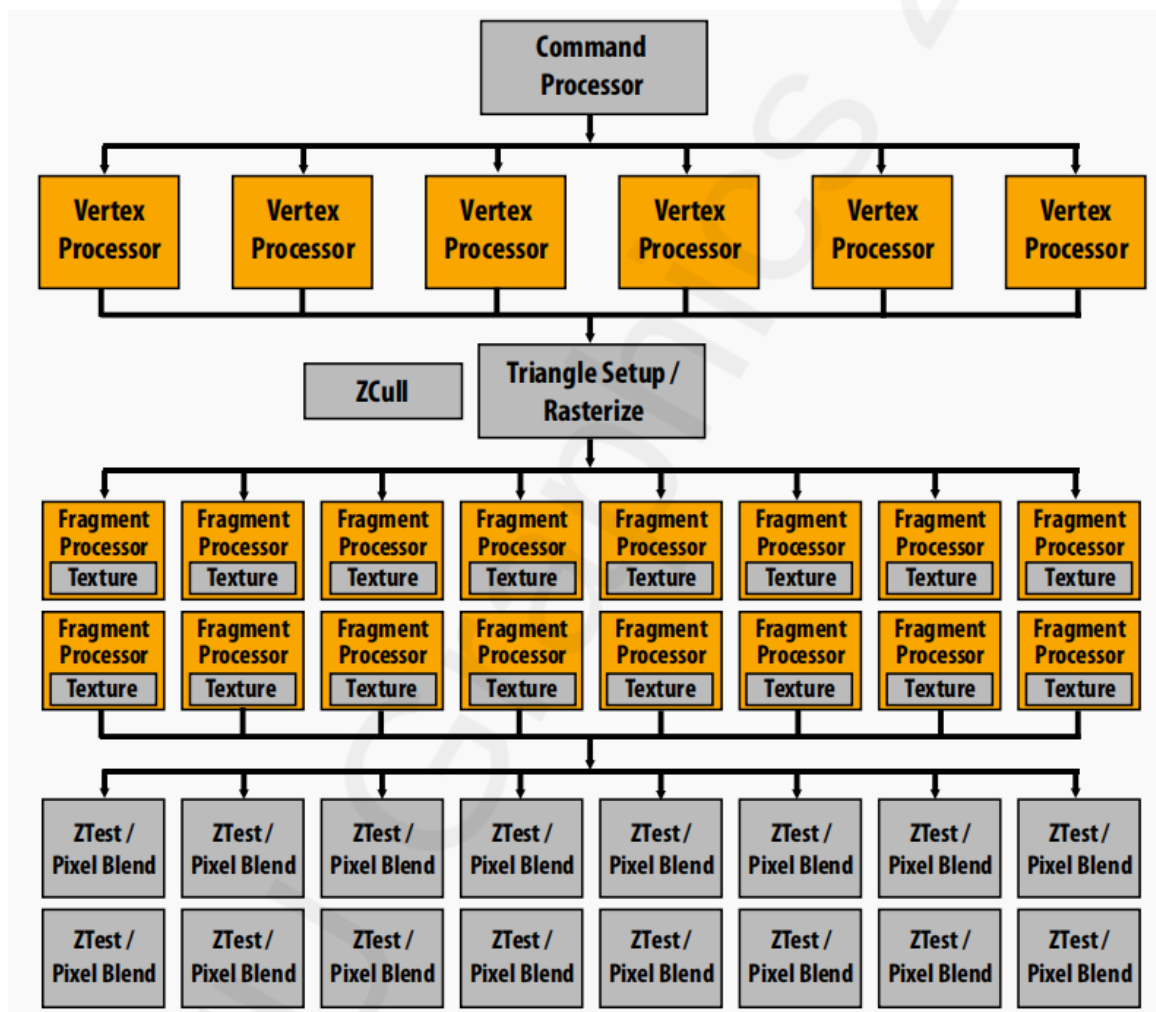 Command
Processor
Vertex Vertex Vertex Vertex Vertex Vertex
Processor Processor Processor Processor Processor Processor
ZCull
Triangle Setup /
Rasterize
Fragment Fragment Fragment Fragment Fragment Fragment Fragment Fragment
Processor Processor Processor Processor Processor Processor Processor Processor
Texture Texture Texture Texture Texture Texture Texture Texture
Fragment Fragment Fragment Fragment Fragment Fragment Fragment Fragment
Processor Processor Processor Processor Processor Processor Processor Processor
Texture Texture Texture Texture Texture Texture Texture Texture
ZTest / ZTest / ZTest / ZTest / ZTest / ZTest / ZTest / ZTest /
Pixel Blend Pixel Blend Pixel Blend Pixel Blend Pixel Blend Pixel Blend Pixel Blend Pixel Blend
ZTest / ZTest / ZTest / ZTest / ZTest / ZTest / ZTest / ZTest /
Pixel Blend Pixel Blend Pixel Blend Pixel Blend Pixel Blend Pixel Blend Pixel Blend Pixel Blend
Graphics